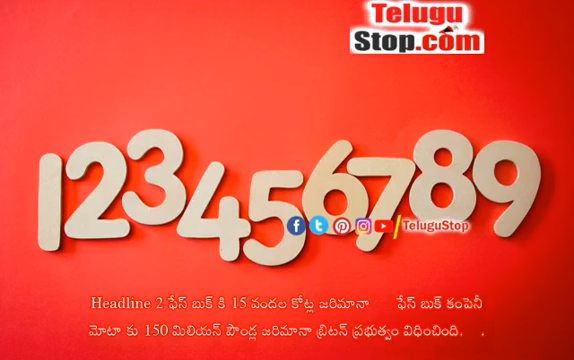 Telugu
Stop.com
123456789
TeluguStop
Headline 2 ఫేస్ బుక్ కి 15 వందల కోట్ల జరిమానా ఫేస్ బుక్ కంపెనీ
మోటా కు 150 మిలియన్ పౌండ్ల జరిమానా బ్రిటన్ ప్రభుత్వం విధించింది. .